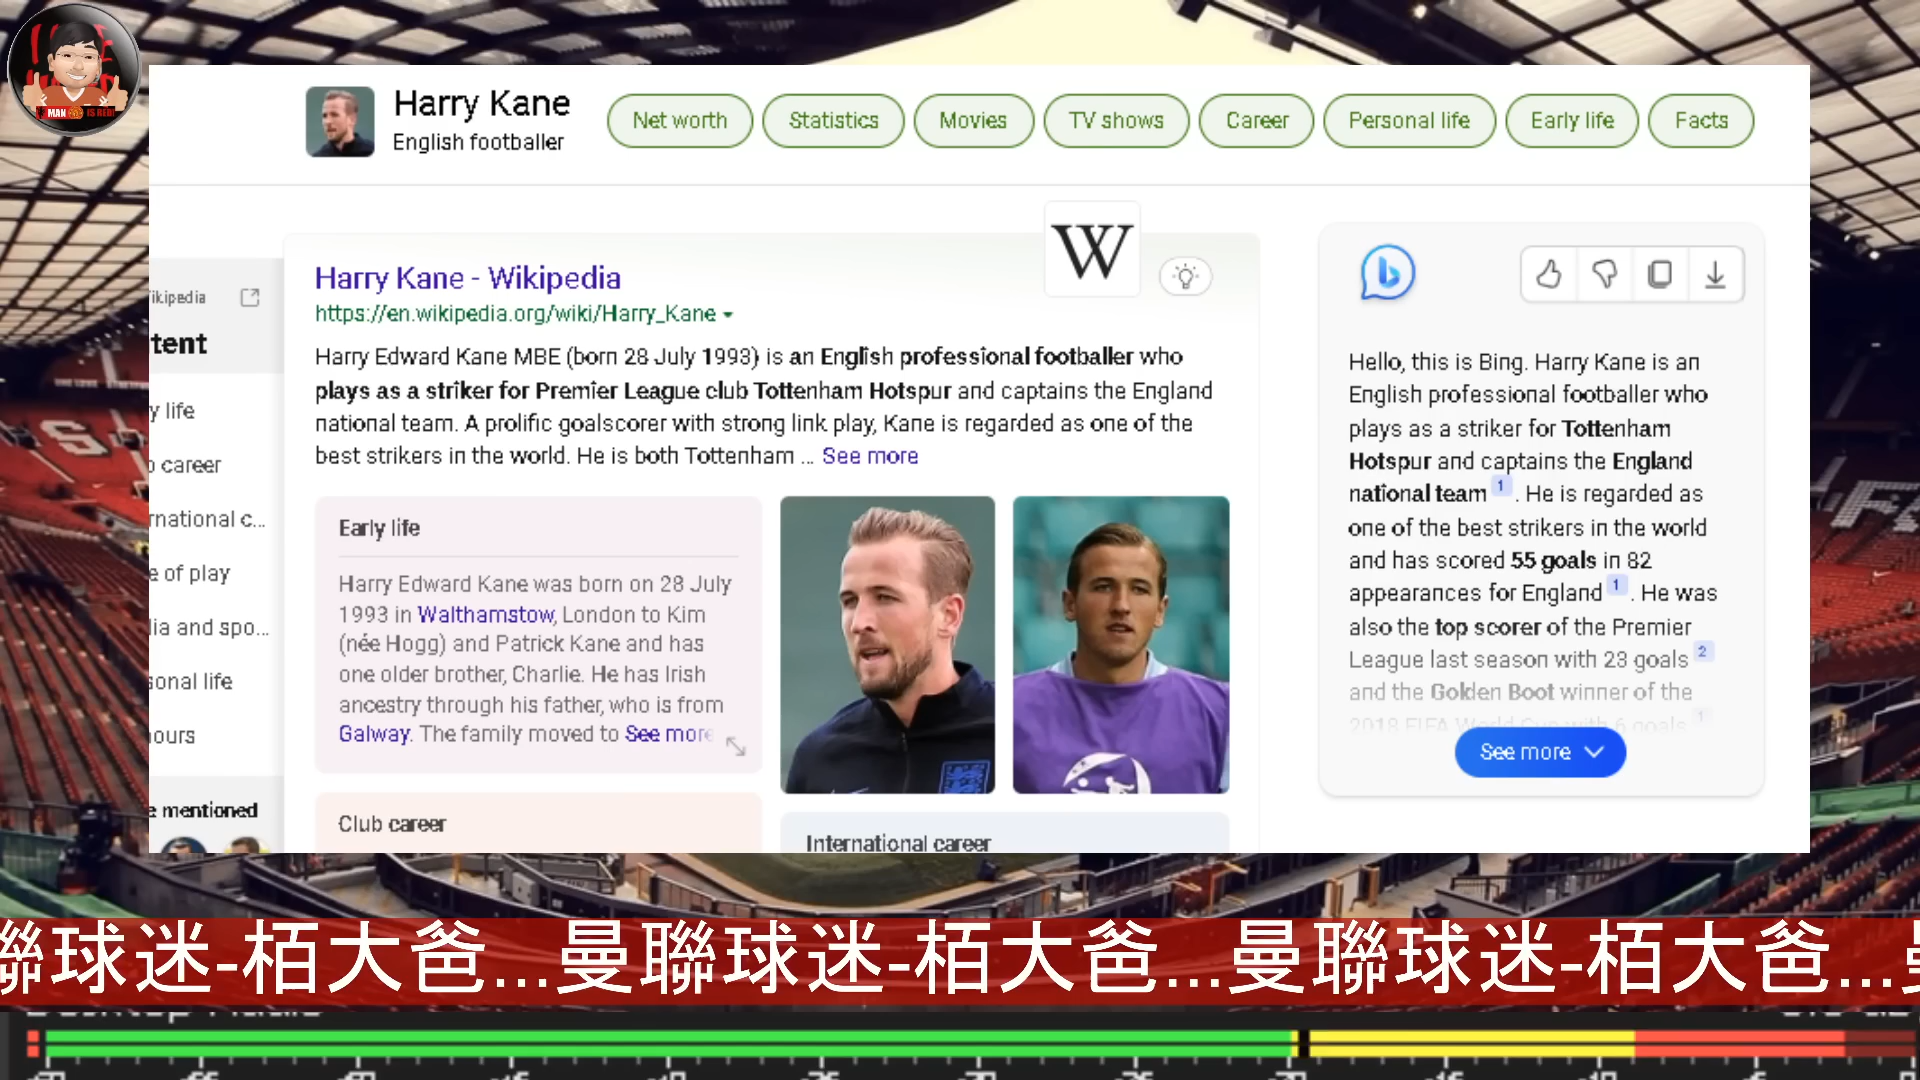 Harry Kane
English footballer
Net worth
Statistics
Movies
TV shows
Career
Personal life
Early life
Facts
ikipedia
tent
y life
career
rnational c...
e of play
lia and spo...
sonal life
ours
e mentioned
W
Harry Kane - Wikipedia
https://en.wikipedia.org/wiki/Harry_Kane
Harry Edward Kane MBE (born 28 July 1993) is an English professional footballer who
plays as a striker for Premier League club Tottenham Hotspur and captains the England
national team. A prolific goalscorer with strong link play, Kane is regarded as one of the
best strikers in the world. He is both Tottenham ... See more
Early life
Harry Edward Kane was born on 28 July
1993 in Walthamstow, London to Kim
(née Hogg) and Patrick Kane and has
one older brother, Charlie. He has Irish
ancestry through his father, who is from
Galway. The family moved to See more
Club career
International career
Hello, this is Bing. Harry Kane is an
English professional footballer who
plays as a striker for Tottenham
Hotspur and captains the England
national team 1 . He is regarded as
one of the best strikers in the world
and has scored 55 goals in 82
appearances for England 1 . He was
also the top scorer of the Premier
League last season with 23 goals 2
and the Golden Boot winner of the
2018 FIFA World Cup with 6 goals 1
See more
聯球迷-栢大爸...曼聯球迷-栢大爸...曼聯球迷-栢大爸...